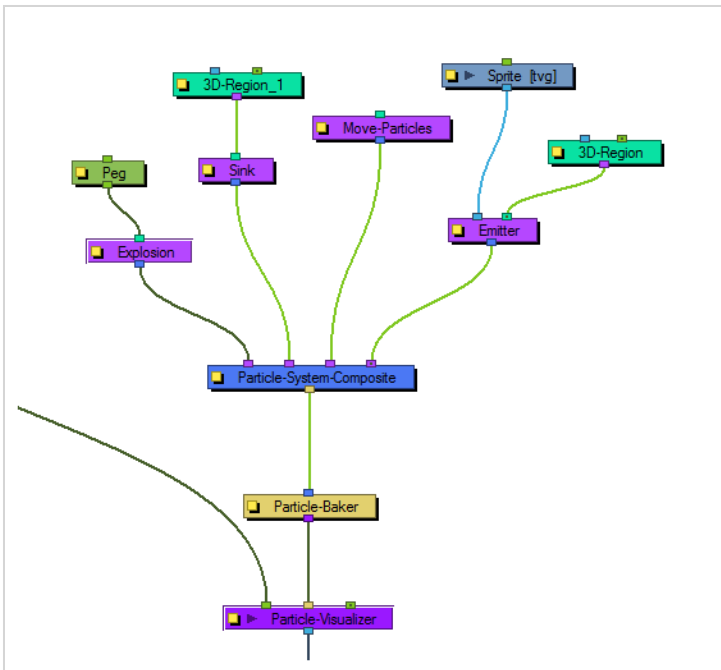 3D-Region_1
Sprite [tvg]
Move-Particles
3D-Region
Peg
Sink
Emitter
Explosion
Particle-System-Composite
Particle-Baker
Particle-Visualizer